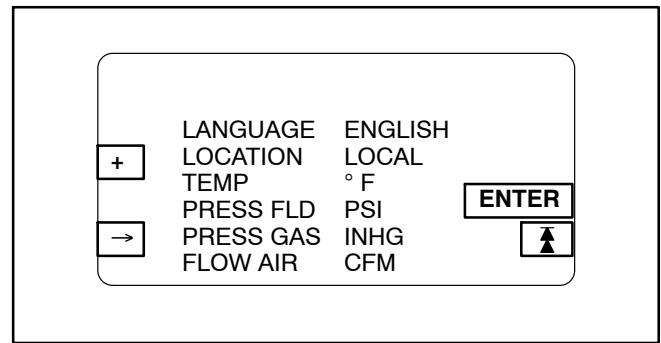 LANGUAGE ENGLISH
LOCATION LOCAL
TEMP ° F
PRESS FLD PSI
PRESS GAS INHG
FLOW AIR CFM
+
→
ENTER